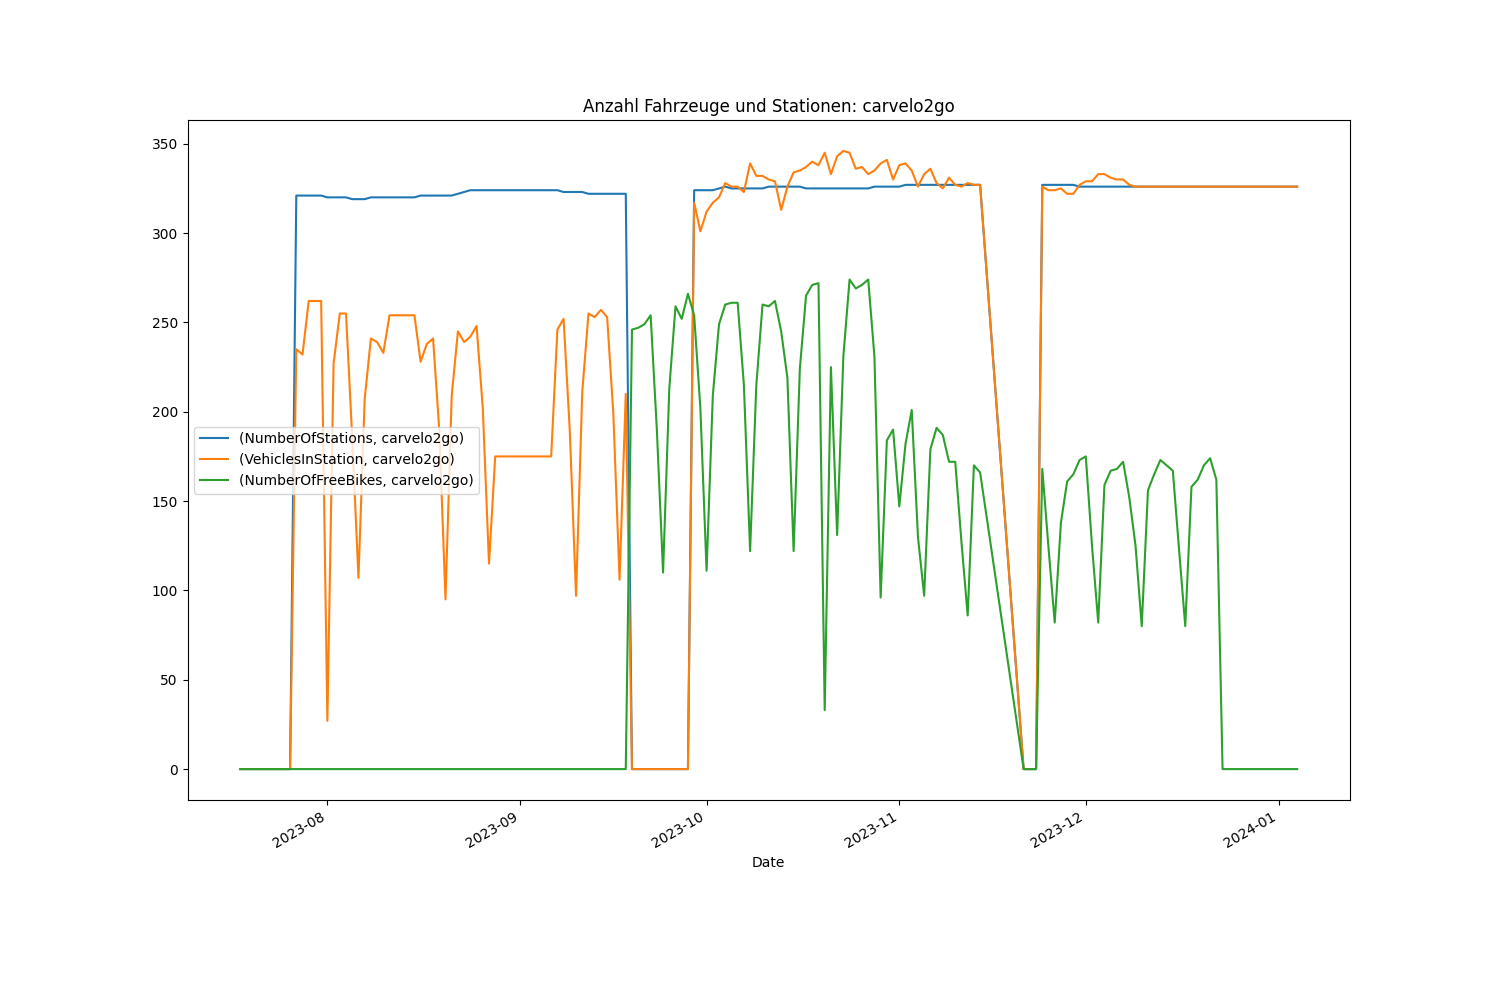 Anzahl Fahrzeuge und Stationen: carvelo2go
350
300
250
200
150
100
50
0
(NumberOfStations, carvelo2go)
(VehiclesInStation, carvelo2go)
(NumberOfFreeBikes, carvelo2go)
2023-08
2023-09
2023-10
2023-11
2023-12
2024-01
Date